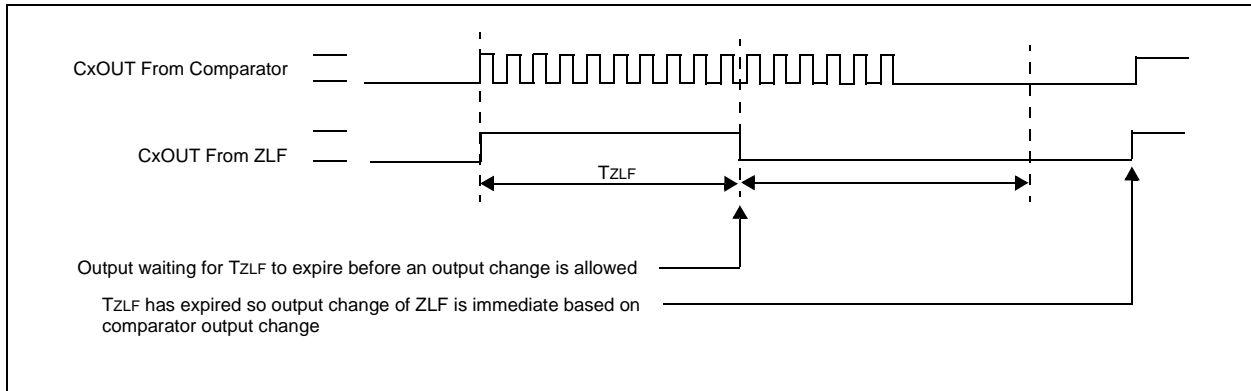 CxOUT From Comparator
CxOUT From ZLF
TZLF
Output waiting for TZLF to expire before an output change is allowed
TZLF has expired so output change of ZLF is immediate based on
comparator output change